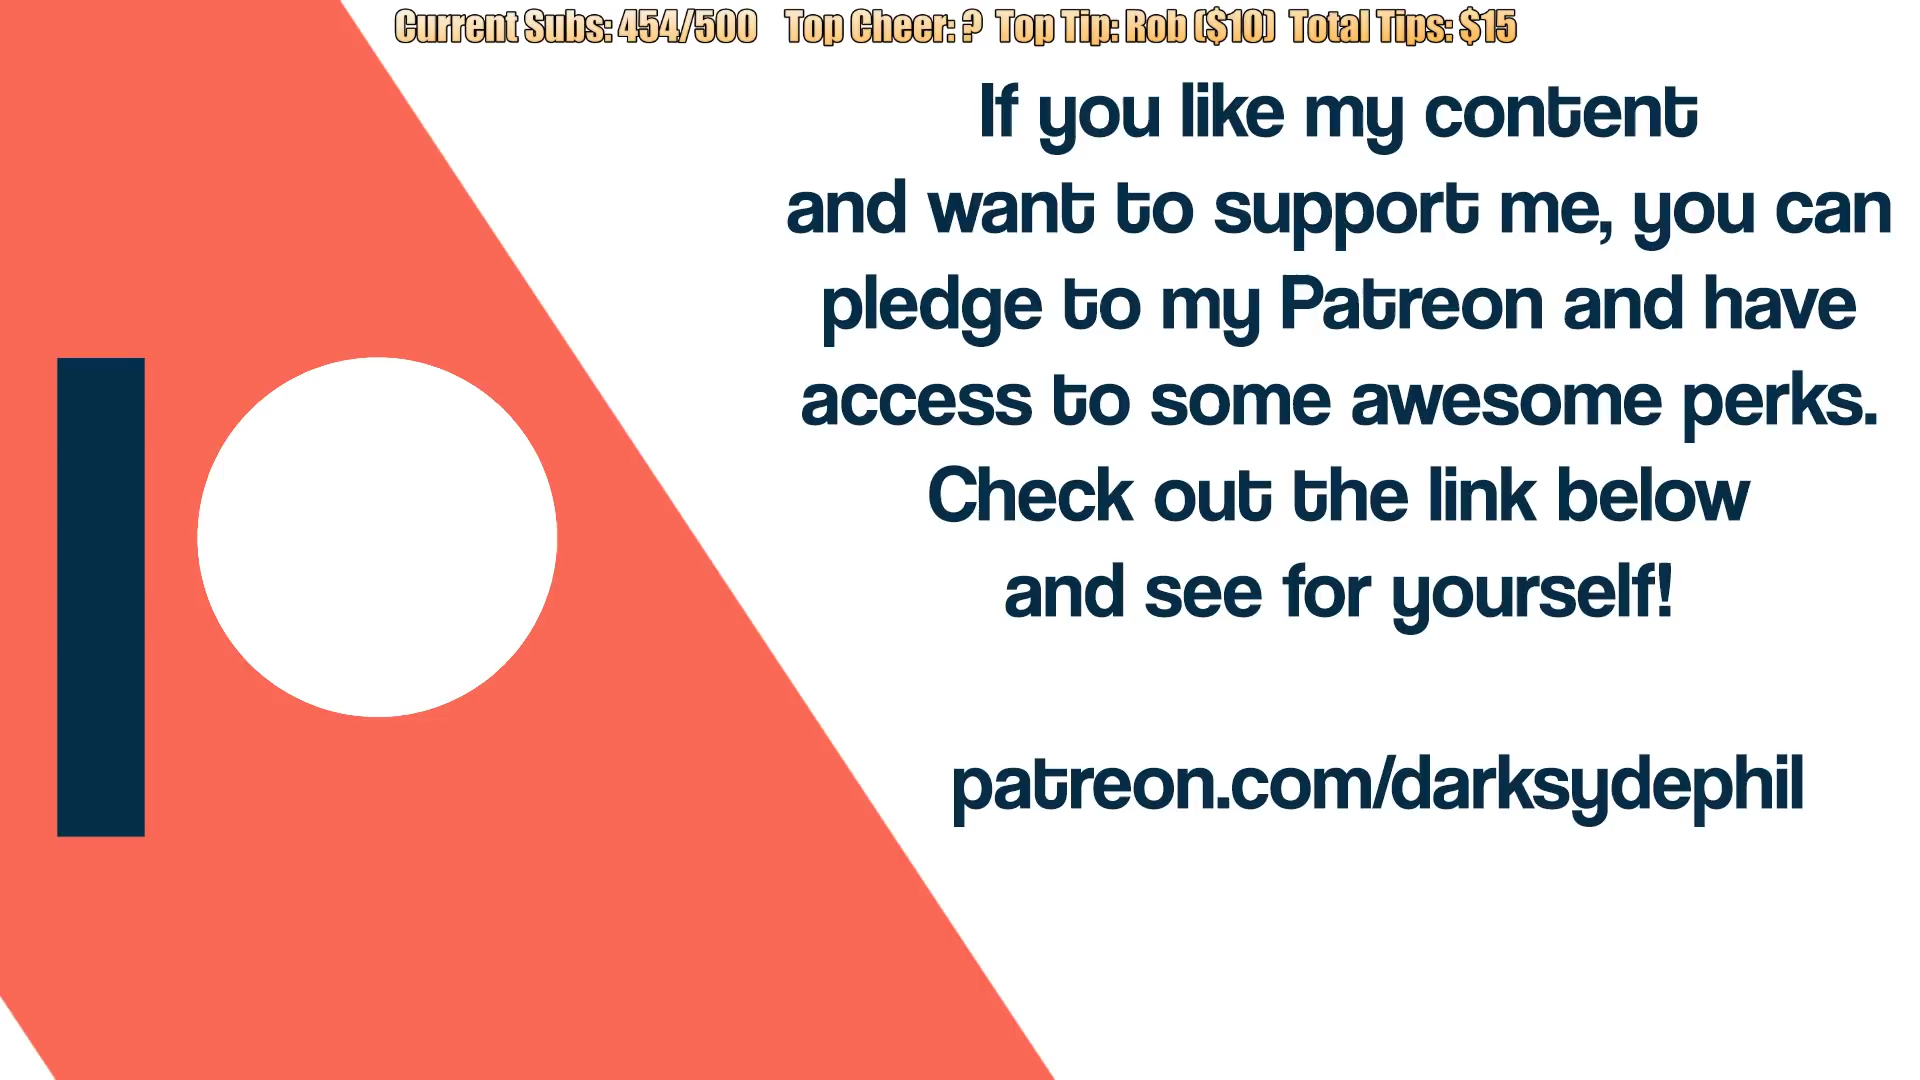 Current Subs: 454/500 Top Cheer: ? Top Tip: Rob ($10) Total Tips: $15
If you like my content
and want to support me, you can
pledge to my Patreon and have
access to some awesome perks.
Check out the link below
and see for yourself!
patreon.com/darksydephil